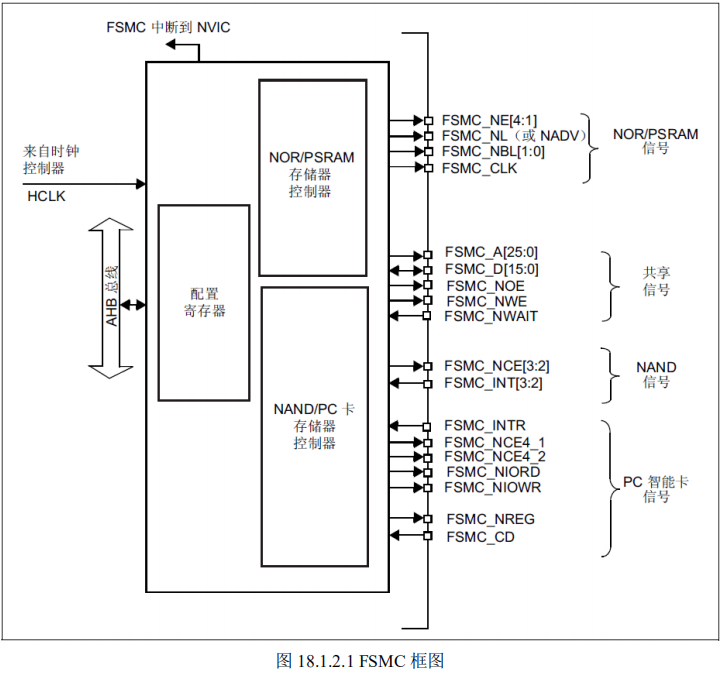 FSMC 中断到 NVIC
来自时钟
控制器
HCLK
AHB 总线
配置
寄存器
NOR/PSRAM
存储器
控制器
NAND/PC 卡
存储器
控制器
FSMC_NE[4:1]
FSMC_NL（或 NADV）
FSMC_NBL[1:0]
FSMC_CLK
NOR/PSRAM
信号
FSMC_A[25:0]
FSMC_D[15:0]
FSMC_NOE
FSMC_NWE
FSMC_NWAIT
共享
信号
FSMC_NCE[3:2]
FSMC_INT[3:2]
NAND
信号
FSMC_INTR
FSMC_NCE4_1
FSMC_NCE4_2
FSMC_NIORD
FSMC_NIOWR
FSMC_NREG
FSMC_CD
PC 智能卡
信号
图 18.1.2.1 FSMC 框图